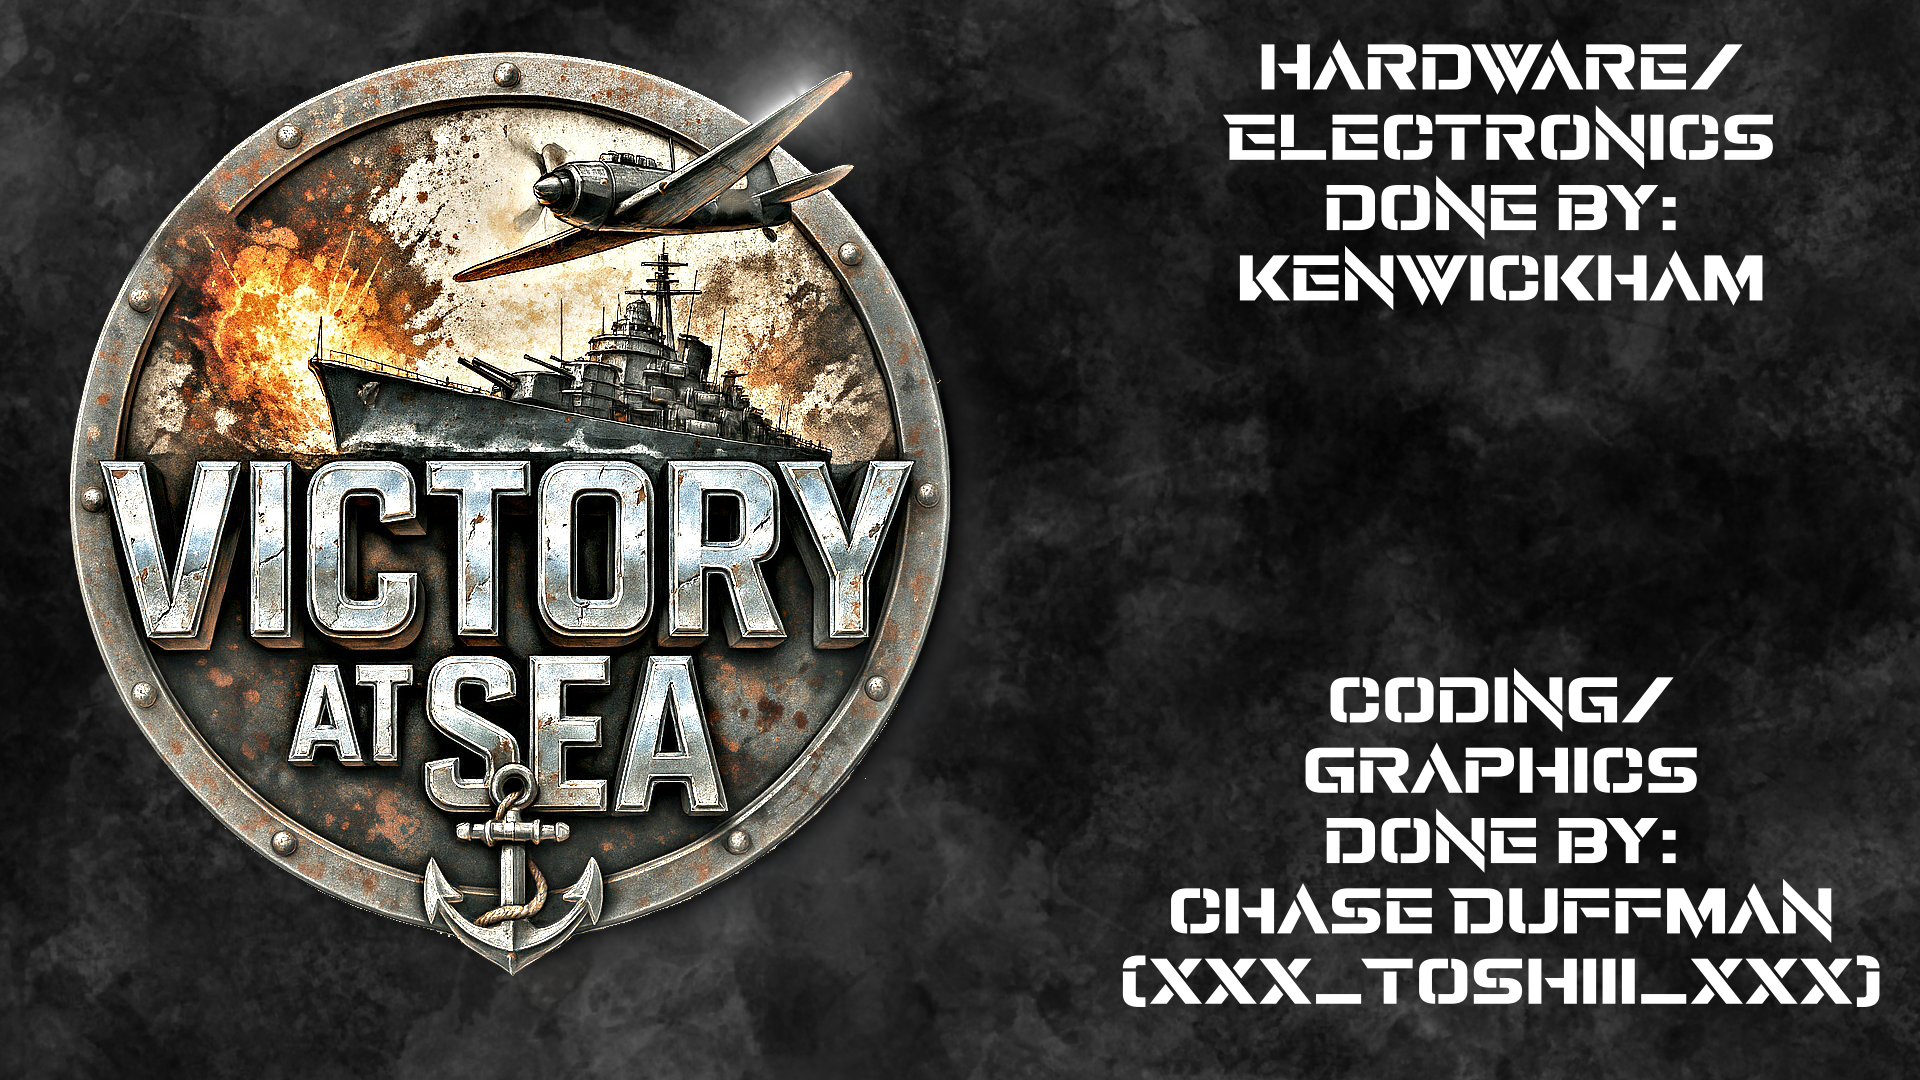 VICTORY
AT SEA
HARDWARE/
ELECTRONICS
DONE BY:
KENWICKHAM
CODING/
GRAPHICS
DONE BY:
CHASE DUFFMAN
(XXX_TOSHIII_XXX)